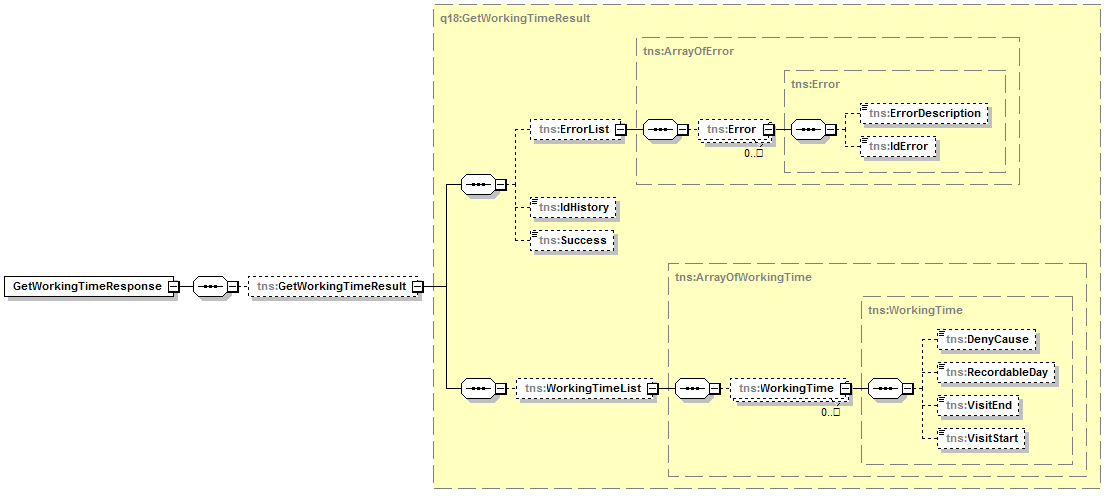 q18:GetWorkingTimeResult
tns:ArrayOfError
tns:Error
tns:ErrorDescription
tns:ErrorList
tns:Error
0..□
tns:IdError
tns:IdHistory
tns:Success
GetWorkingTimeResponse
tns:GetWorkingTimeResult
tns:ArrayOfWorkingTime
tns:WorkingTime
tns:DenyCause
tns:RecordableDay
tns:WorkingTimeList
tns:WorkingTime
0..□
tns:VisitEnd
tns:VisitStart